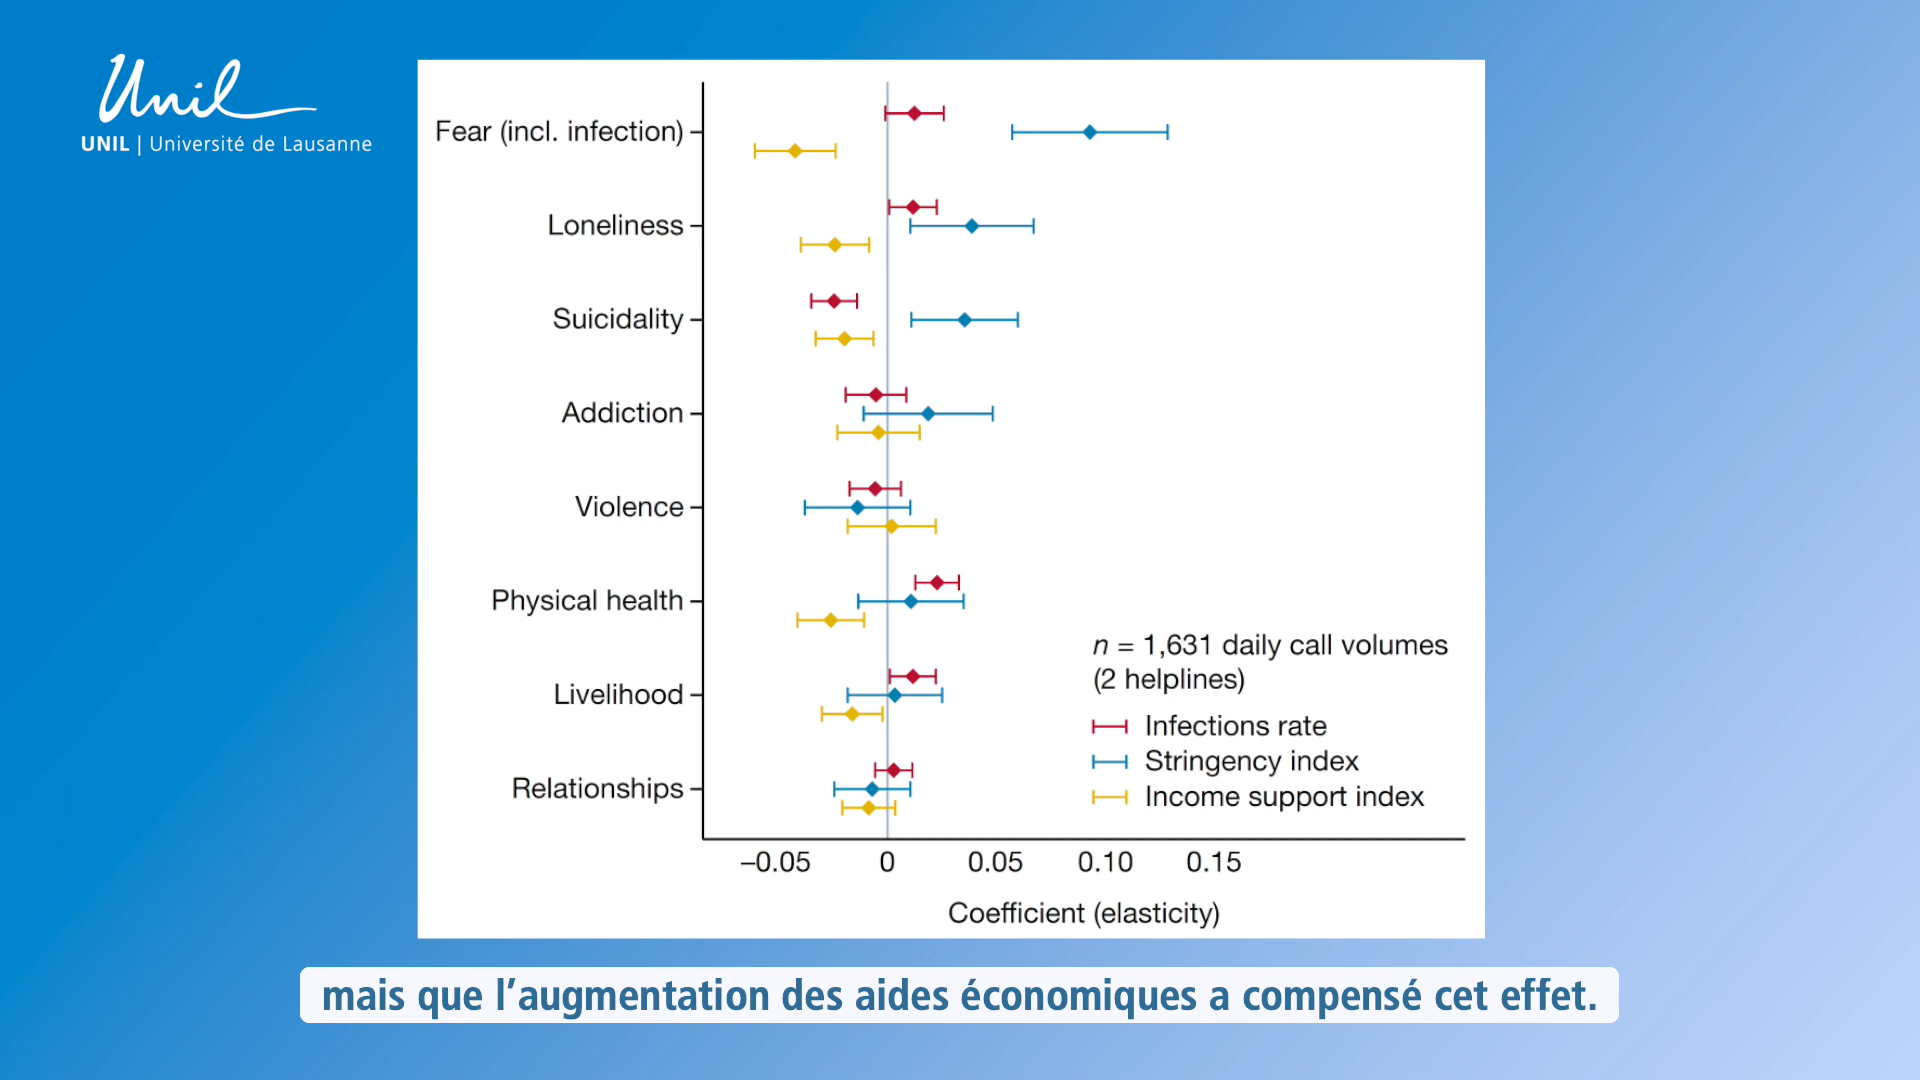 Unil
UNIL | Université de Lausanne
Fear (incl. infection)
Loneliness
Suicidality
Addiction
Violence
Physical health
Livelihood
Relationships
n = 1,631 daily call volumes
(2 helplines)
Infections rate
Stringency index
Income support index
–0.05 0 0.05 0.10 0.15
Coefficient (elasticity)
mais que l’augmentation des aides économiques a compensé cet effet.